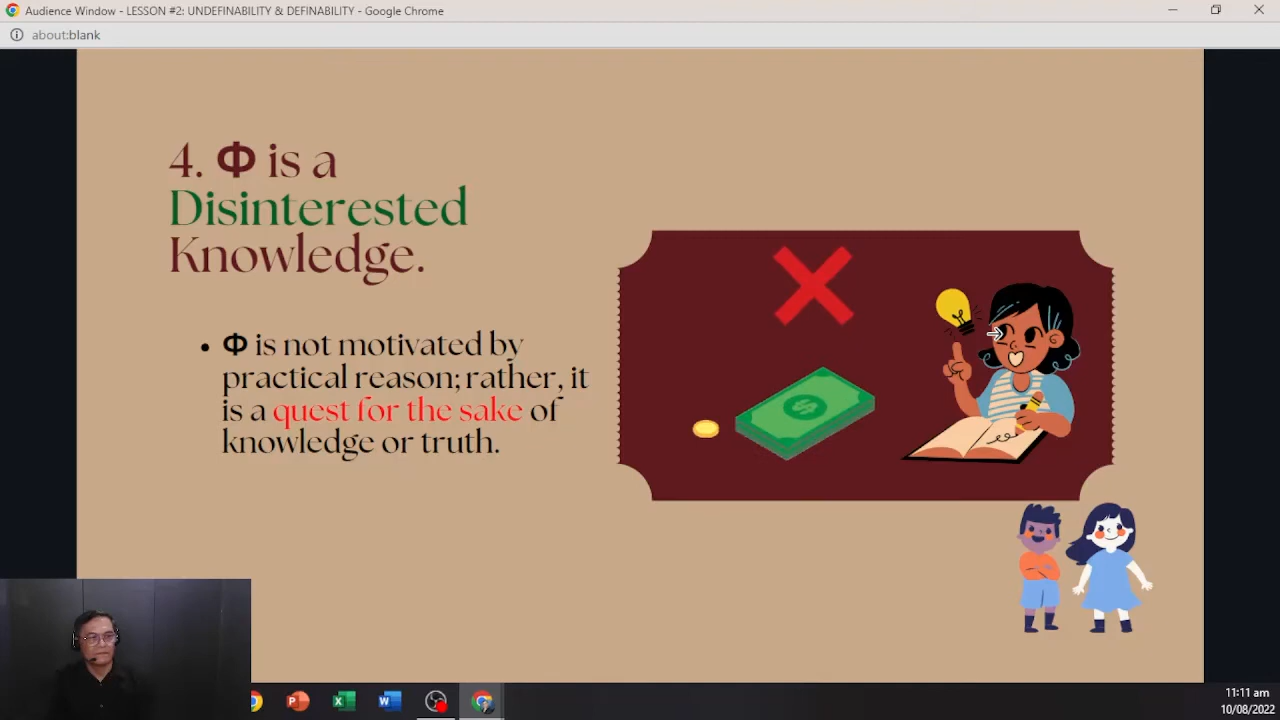 Audience Window - LESSON #2: UNDEFINABILITY & DEFINABILITY - Google Chrome
about:blank
4. Φ is a
Disinterested
Knowledge.
• Φ is not motivated by
practical reason; rather, it
is a quest for the sake of
knowledge or truth.
$
P
X
W
11:11 am
10/08/2022